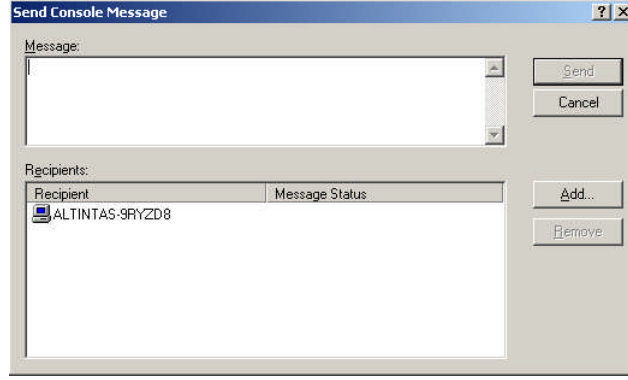 Send Console Message
Message:
Send
Cancel
Recipients:
Recipient Message Status
ALTINTAS-9RYZD8
Add...
Remove